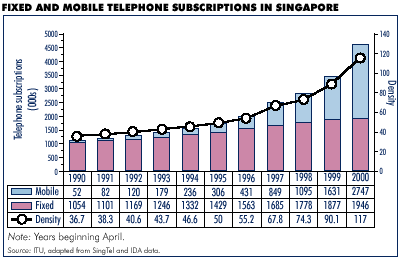 FIXED AND MOBILE TELEPHONE SUBSCRIPTIONS IN SINGAPORE
Telephone subscriptions
(000s)
5000
4500
4000
3500
3000
2500
2000
1500
1000
500
0
140
120
100
80
60
40
20
0
Density
1990 1991 1992 1993 1994 1995 1996 1997 1998 1999 2000
Mobile 52 82 120 179 236 306 431 849 1095 1631 2747
Fixed 1054 1101 1169 1246 1332 1429 1563 1685 1778 1877 1946
Density 36.7 38.3 40.6 43.7 46.6 50 55.2 67.8 74.3 90.1 116
Note: Years beginning April.
Source: ITU, adapted from SingTel and IDA data.